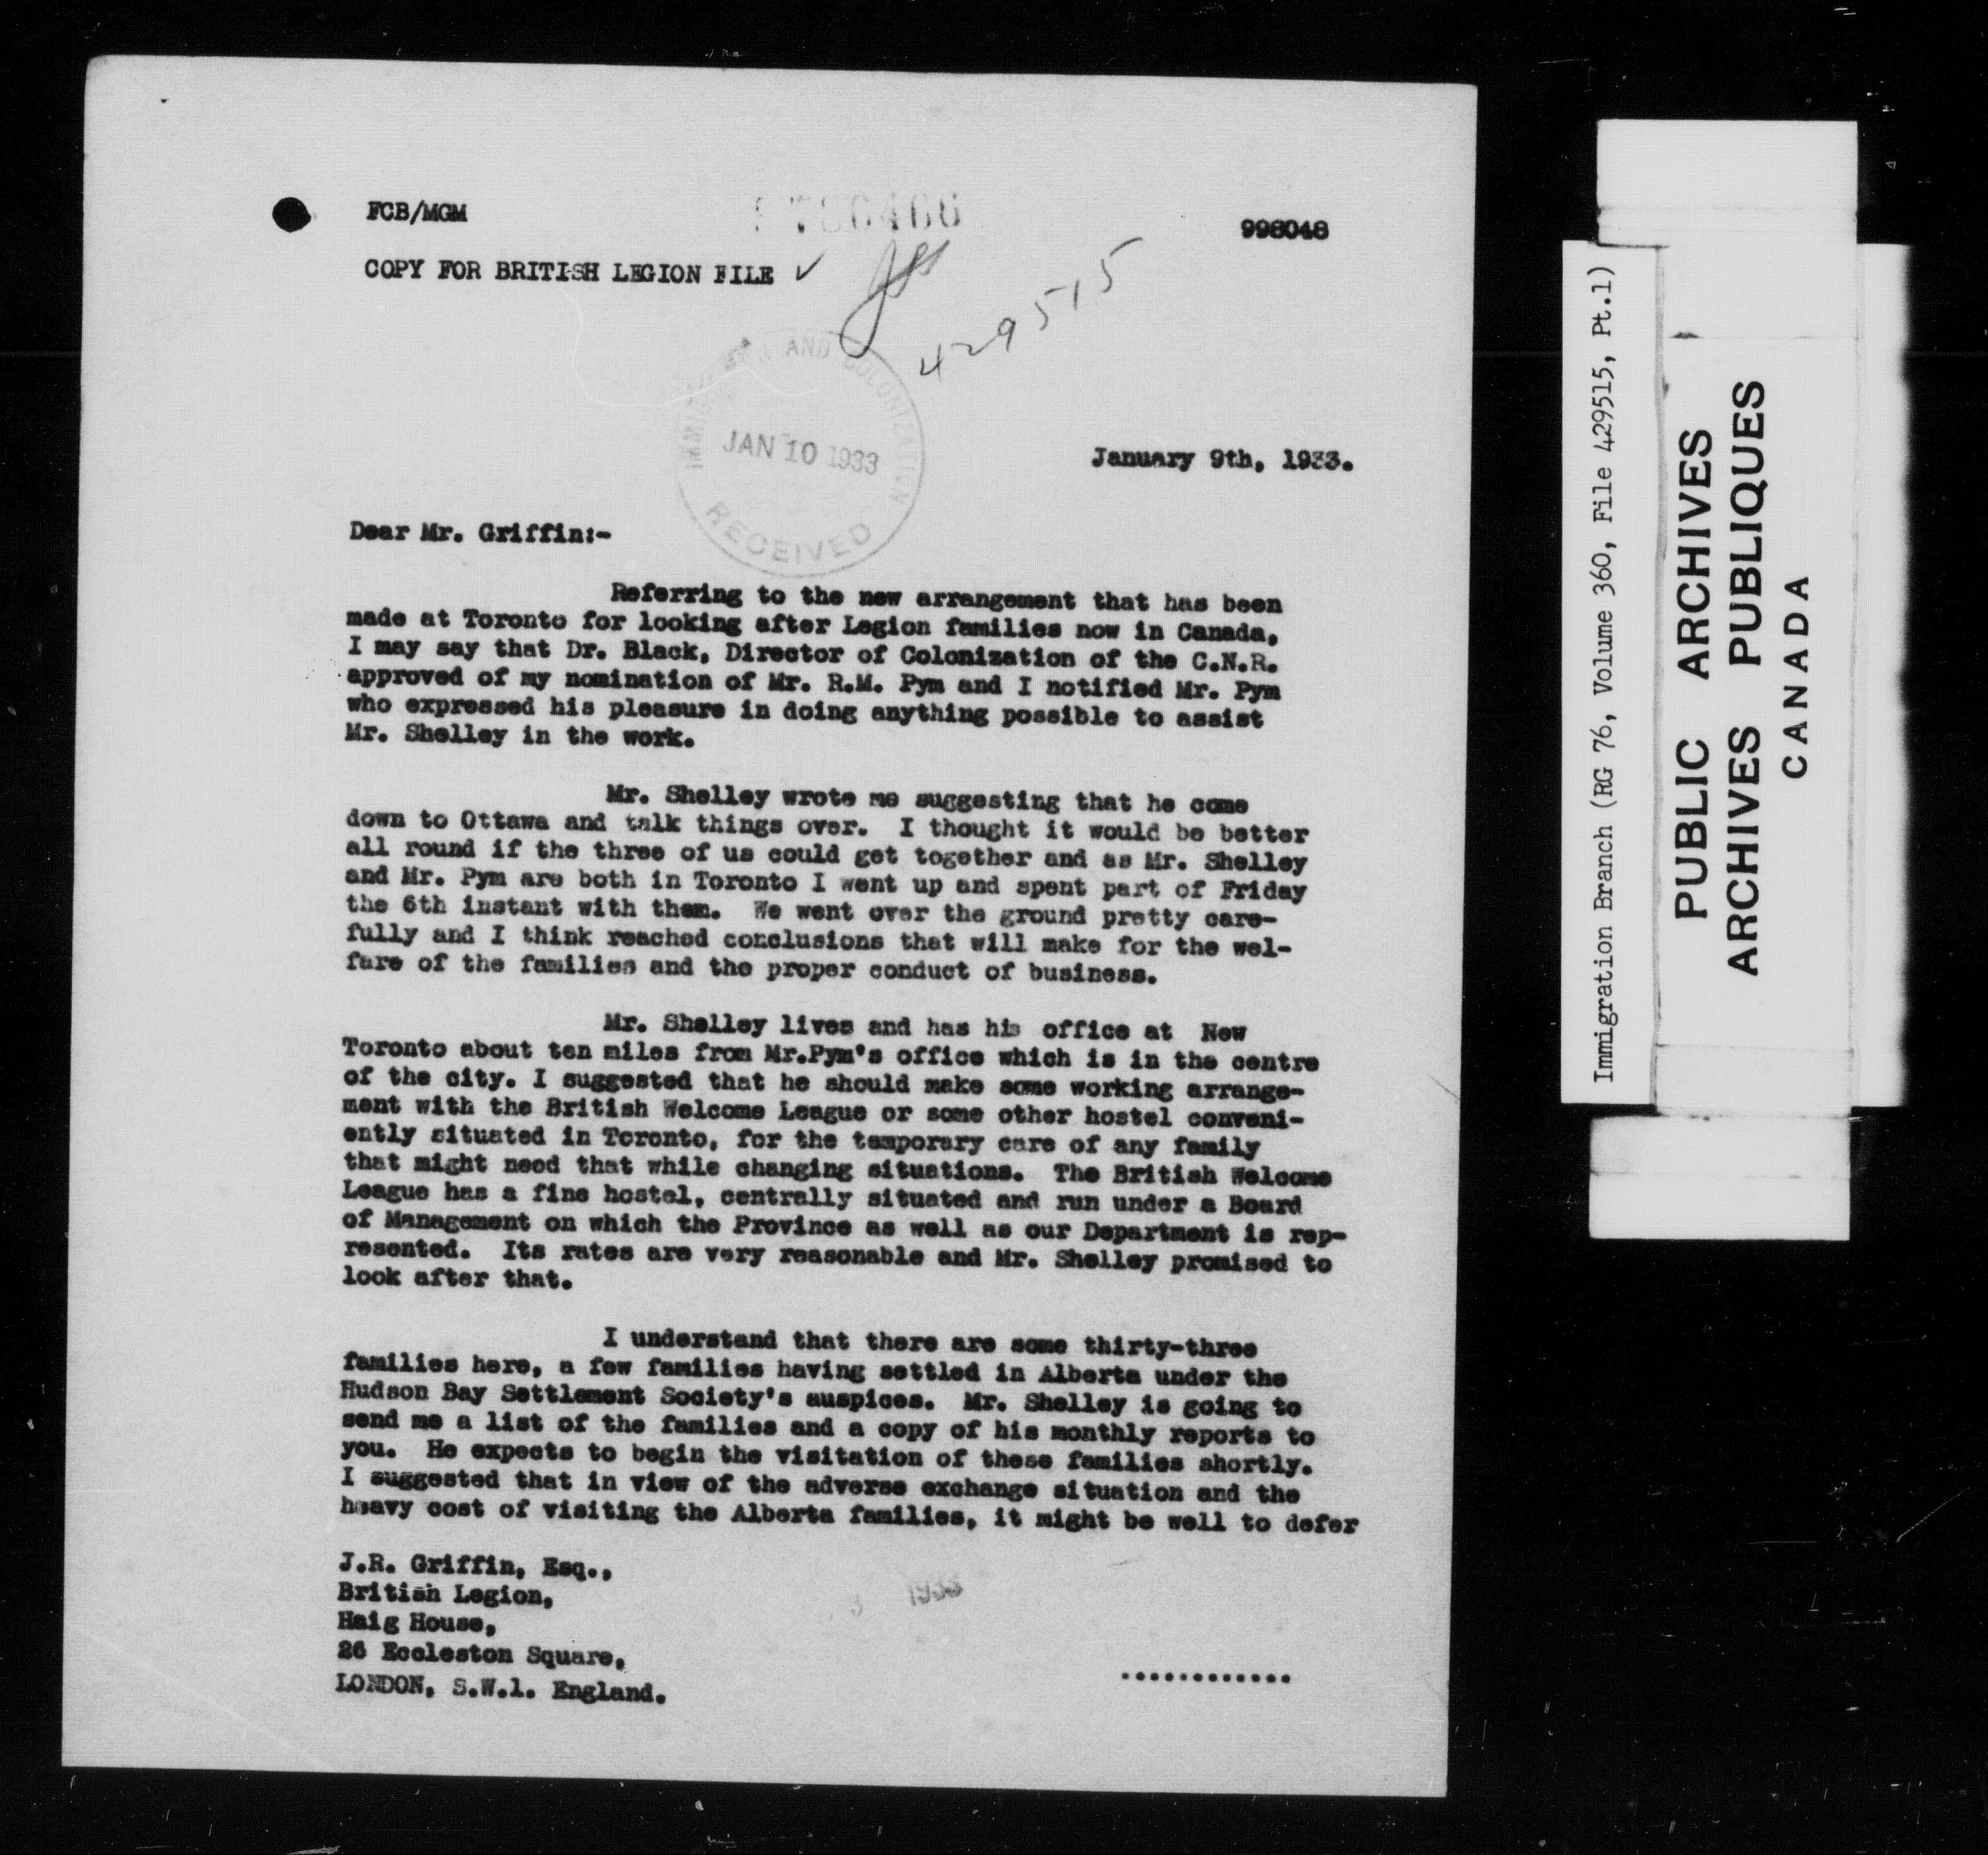 FCB/MGM
998048
COPY FOR BRITISH LEGION FILE ✓
429515
IMMIGRATION AND COLONIZATION
JAN 10 1933
RECEIVED
January 9th, 1933.
Dear Mr. Griffin:-
Referring to the new arrangement that has been
made at Toronto for looking after Legion families now in Canada,
I may say that Dr. Black, Director of Colonization of the C.N.R.
approved of my nomination of Mr. R.M. Pym and I notified Mr. Pym
who expressed his pleasure in doing anything possible to assist
Mr. Shelley in the work.
Mr. Shelley wrote me suggesting that he come
down to Ottawa and talk things over. I thought it would be better
all round if the three of us could get together and as Mr. Shelley
and Mr. Pym are both in Toronto I went up and spent part of Friday
the 6th instant with them. We went over the ground pretty care-
fully and I think reached conclusions that will make for the wel-
fare of the families and the proper conduct of business.
Mr. Shelley lives and has his office at New
Toronto about ten miles from Mr.Pym's office which is in the centre
of the city. I suggested that he should make some working arrange-
ment with the British Welcome League or some other hostel conveni-
ently situated in Toronto, for the temporary care of any family
that might need that while changing situations. The British Welcome
League has a fine hostel, centrally situated and run under a Board
of Management on which the Province as well as our Department is rep-
resented. Its rates are very reasonable and Mr. Shelley promised to
look after that.
I understand that there are some thirty-three
families here, a few families having settled in Alberta under the
Hudson Bay Settlement Society's auspices. Mr. Shelley is going to
send me a list of the families and a copy of his monthly reports to
you. He expects to begin the visitation of these families shortly.
I suggested that in view of the adverse exchange situation and the
heavy cost of visiting the Alberta families, it might be well to defer
J.R. Griffin, Esq.,
British Legion,
Haig House,
26 Eccleston Square,
LONDON, S.W.1. England.
1933
............
Immigration Branch (RG 76, Volume 360, File 429515, Pt.1)
PUBLIC ARCHIVES
ARCHIVES PUBLIQUES
CANADA